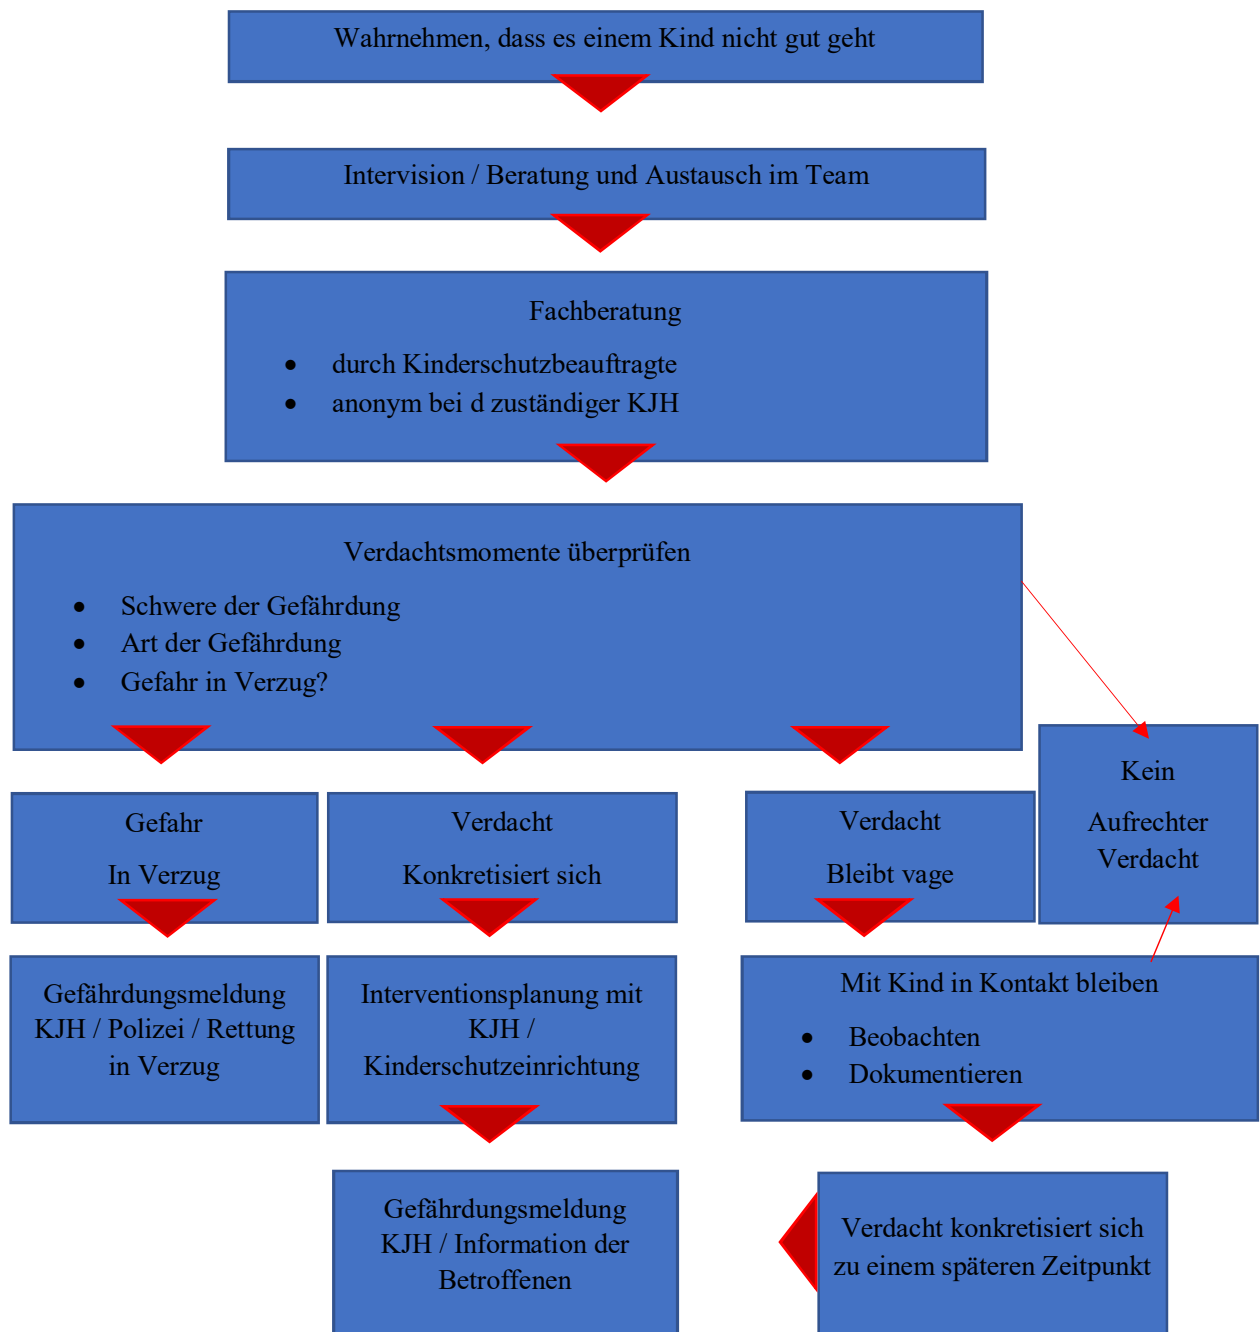 Wahrnehmen, dass es einem Kind nicht gut geht
Intervision / Beratung und Austausch im Team
Fachberatung
• durch Kinderschutzbeauftragte
• anonym bei d zuständiger KJH
Verdachtsmomente überprüfen
• Schwere der Gefährdung
• Art der Gefährdung
• Gefahr in Verzug?
Gefahr
In Verzug
Verdacht
Konkretisiert sich
Verdacht
Bleibt vage
Kein
Aufrechter
Verdacht
Gefährdungsmeldung
KJH / Polizei / Rettung
in Verzug
Interventionsplanung mit
KJH /
Kinderschutzeinrichtung
Mit Kind in Kontakt bleiben
• Beobachten
• Dokumentieren
Gefährdungsmeldung
KJH / Information der
Betroffenen
Verdacht konkretisiert sich
zu einem späteren Zeitpunkt